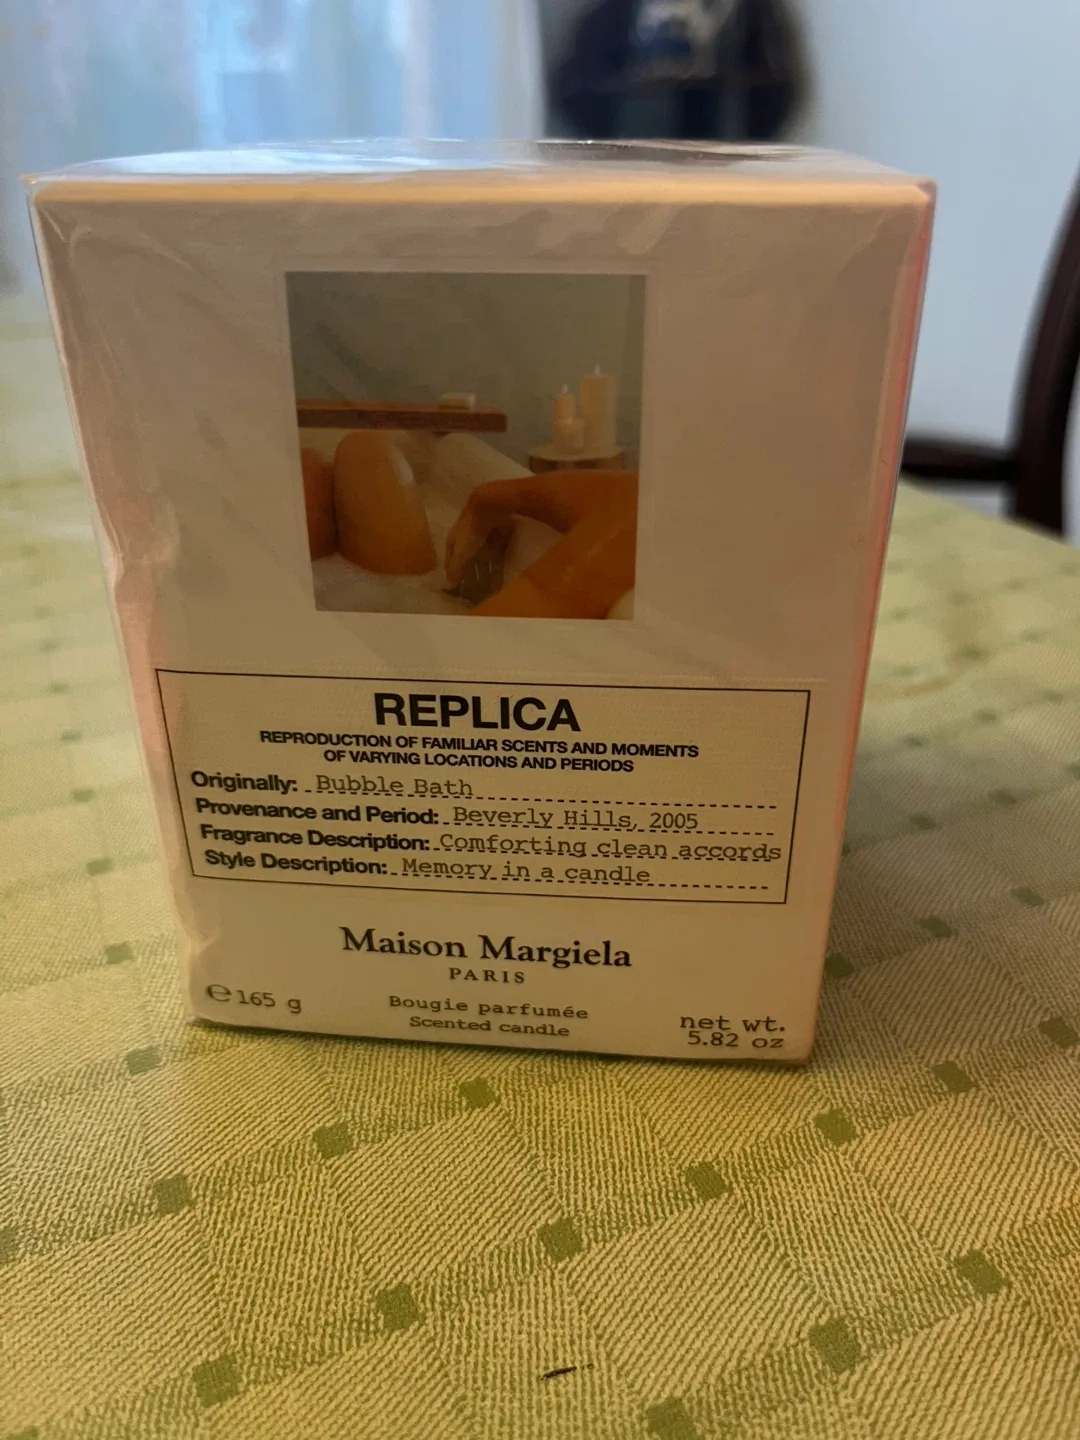 REPLICA
REPRODUCTION OF FAMILIAR SCENTS AND MOMENTS
OF VARYING LOCATIONS AND PERIODS
Originally: Bubble Bath
Provenance and Period: Beverly Hills, 2005
Fragrance Description: Comforting clean accords
Style Description: Memory in a candle
Maison Margiela
PARIS
℮ 165 g
Bougie parfumée
Scented candle
net wt.
5.82 oz